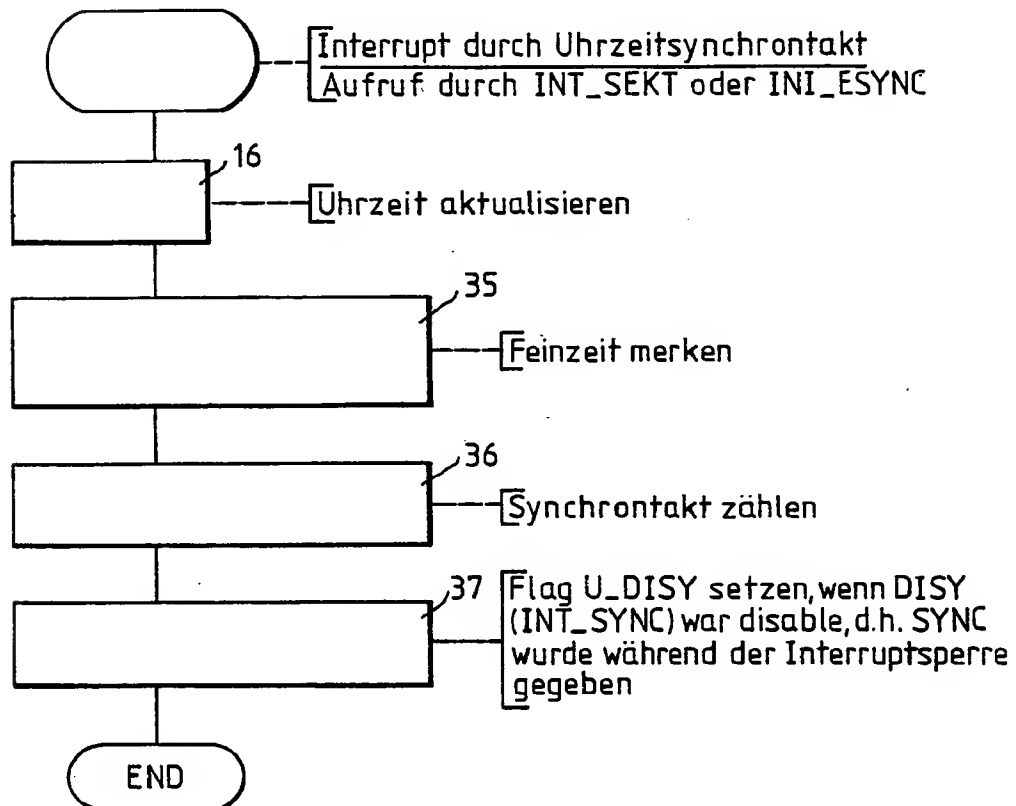 Interrupt durch Uhrzeitsynchrontakt
Aufruf durch INT_SEKT oder INI_ESYNC
16
Uhrzeit aktualisieren
35
Feinzeit merken
36
Synchrontakt zählen
37
Flag U_DISY setzen, wenn DISY
(INT_SYNC) war disable, d.h. SYNC
wurde während der Interruptsperre
gegeben
END